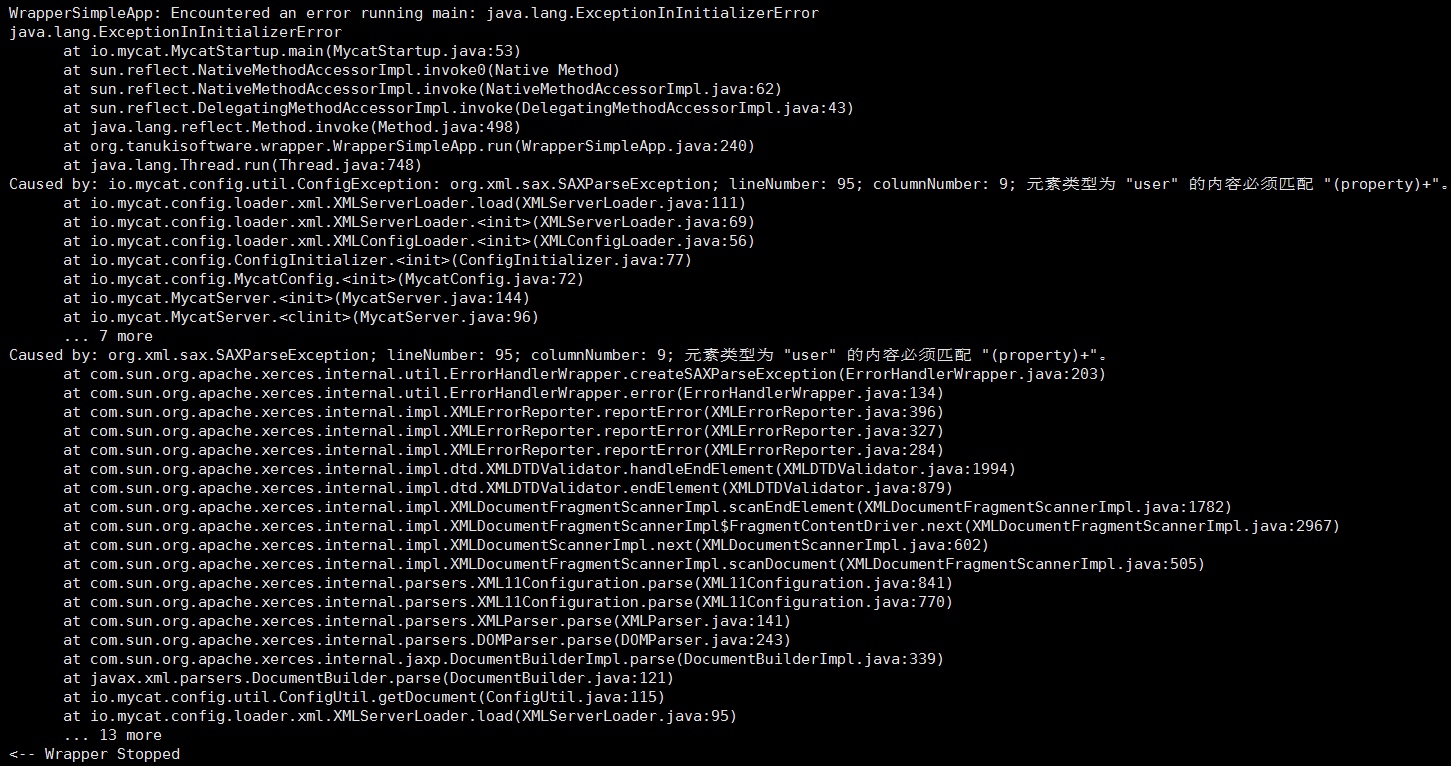 WrapperSimpleApp: Encountered an error running main: java.lang.ExceptionInInitializerError
java.lang.ExceptionInInitializerError
at io.mycat.MycatStartup.main(MycatStartup.java:53)
at sun.reflect.NativeMethodAccessorImpl.invoke0(Native Method)
at sun.reflect.NativeMethodAccessorImpl.invoke(NativeMethodAccessorImpl.java:62)
at sun.reflect.DelegatingMethodAccessorImpl.invoke(DelegatingMethodAccessorImpl.java:43)
at java.lang.reflect.Method.invoke(Method.java:498)
at org.tanukisoftware.wrapper.WrapperSimpleApp.run(WrapperSimpleApp.java:240)
at java.lang.Thread.run(Thread.java:748)
Caused by: io.mycat.config.util.ConfigException: org.xml.sax.SAXParseException; lineNumber: 95; columnNumber: 9; 元素类型为 "user" 的内容必须匹配 "(property)+"。
at io.mycat.config.loader.xml.XMLServerLoader.load(XMLServerLoader.java:111)
at io.mycat.config.loader.xml.XMLServerLoader.<init>(XMLServerLoader.java:69)
at io.mycat.config.loader.xml.XMLConfigLoader.<init>(XMLConfigLoader.java:56)
at io.mycat.config.ConfigInitializer.<init>(ConfigInitializer.java:77)
at io.mycat.config.MycatConfig.<init>(MycatConfig.java:72)
at io.mycat.MycatServer.<init>(MycatServer.java:144)
at io.mycat.MycatServer.<clinit>(MycatServer.java:96)
... 7 more
Caused by: org.xml.sax.SAXParseException; lineNumber: 95; columnNumber: 9; 元素类型为 "user" 的内容必须匹配 "(property)+"。
at com.sun.org.apache.xerces.internal.util.ErrorHandlerWrapper.createSAXParseException(ErrorHandlerWrapper.java:203)
at com.sun.org.apache.xerces.internal.util.ErrorHandlerWrapper.error(ErrorHandlerWrapper.java:134)
at com.sun.org.apache.xerces.internal.impl.XMLErrorReporter.reportError(XMLErrorReporter.java:396)
at com.sun.org.apache.xerces.internal.impl.XMLErrorReporter.reportError(XMLErrorReporter.java:327)
at com.sun.org.apache.xerces.internal.impl.XMLErrorReporter.reportError(XMLErrorReporter.java:284)
at com.sun.org.apache.xerces.internal.impl.dtd.XMLDTDValidator.handleEndElement(XMLDTDValidator.java:1994)
at com.sun.org.apache.xerces.internal.impl.dtd.XMLDTDValidator.endElement(XMLDTDValidator.java:879)
at com.sun.org.apache.xerces.internal.impl.XMLDocumentFragmentScannerImpl.scanEndElement(XMLDocumentFragmentScannerImpl.java:1782)
at com.sun.org.apache.xerces.internal.impl.XMLDocumentFragmentScannerImpl$FragmentContentDriver.next(XMLDocumentFragmentScannerImpl.java:2967)
at com.sun.org.apache.xerces.internal.impl.XMLDocumentScannerImpl.next(XMLDocumentScannerImpl.java:602)
at com.sun.org.apache.xerces.internal.impl.XMLDocumentFragmentScannerImpl.scanDocument(XMLDocumentFragmentScannerImpl.java:505)
at com.sun.org.apache.xerces.internal.parsers.XML11Configuration.parse(XML11Configuration.java:841)
at com.sun.org.apache.xerces.internal.parsers.XML11Configuration.parse(XML11Configuration.java:770)
at com.sun.org.apache.xerces.internal.parsers.XMLParser.parse(XMLParser.java:141)
at com.sun.org.apache.xerces.internal.parsers.DOMParser.parse(DOMParser.java:243)
at com.sun.org.apache.xerces.internal.jaxp.DocumentBuilderImpl.parse(DocumentBuilderImpl.java:339)
at javax.xml.parsers.DocumentBuilder.parse(DocumentBuilder.java:121)
at io.mycat.config.util.ConfigUtil.getDocument(ConfigUtil.java:115)
at io.mycat.config.loader.xml.XMLServerLoader.load(XMLServerLoader.java:95)
... 13 more
<-- Wrapper Stopped